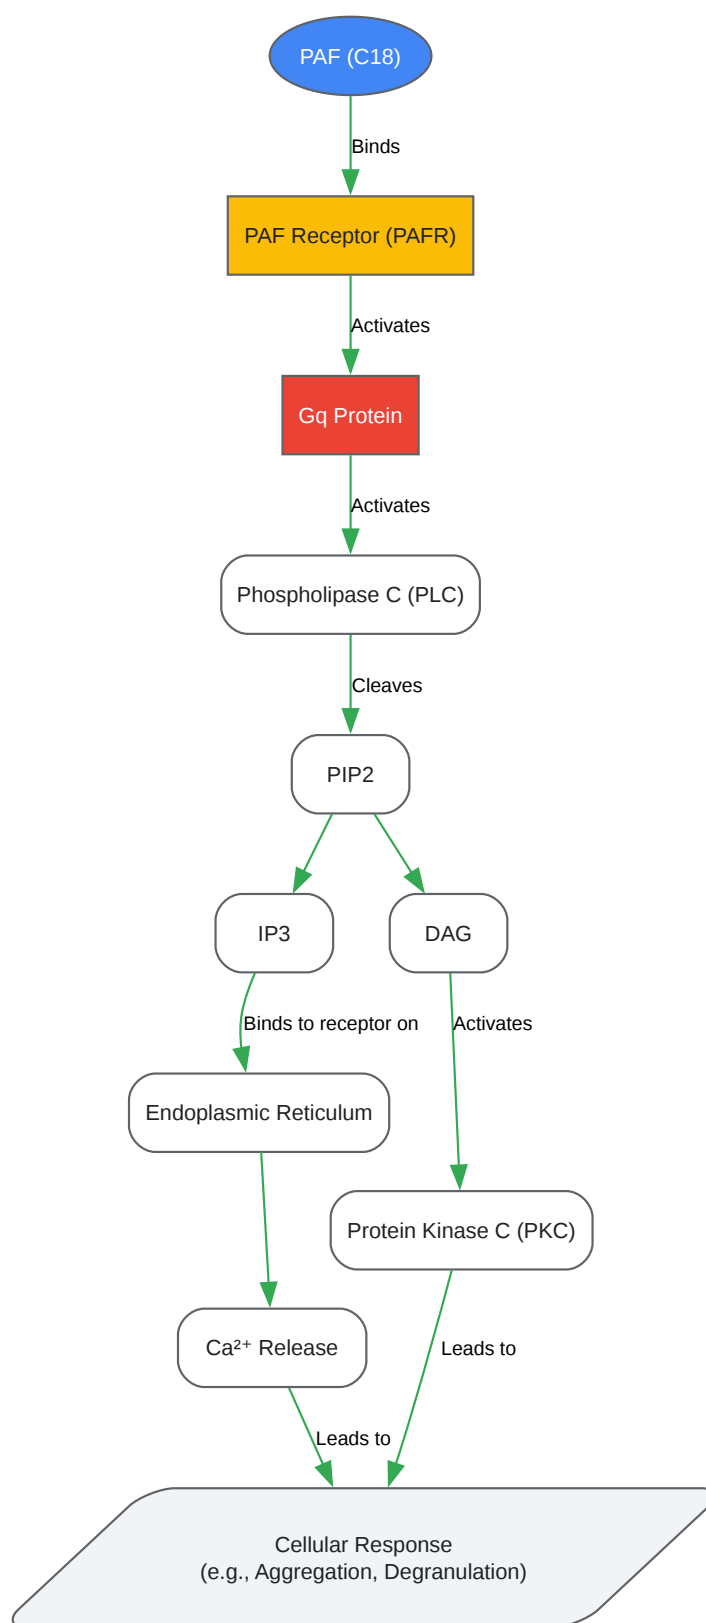 PAF (C18)
Binds
PAF Receptor (PAFR)
Activates
Gq Protein
Activates
Phospholipase C (PLC)
Cleaves
PIP2
IP3
DAG
Binds to receptor on
Activates
Endoplasmic Reticulum
Protein Kinase C (PKC)
Ca²⁺ Release
Leads to
Leads to
Cellular Response
(e.g., Aggregation, Degranulation)